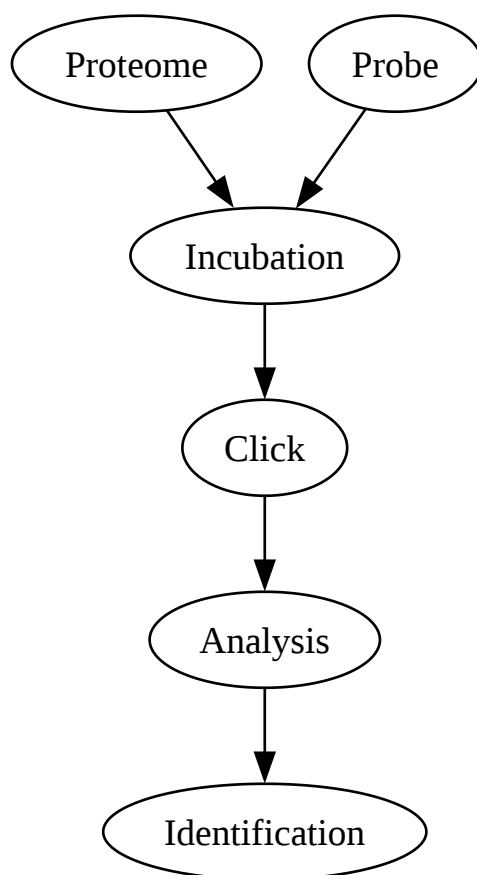 Proteome
Probe
Incubation
Click
Analysis
Identification